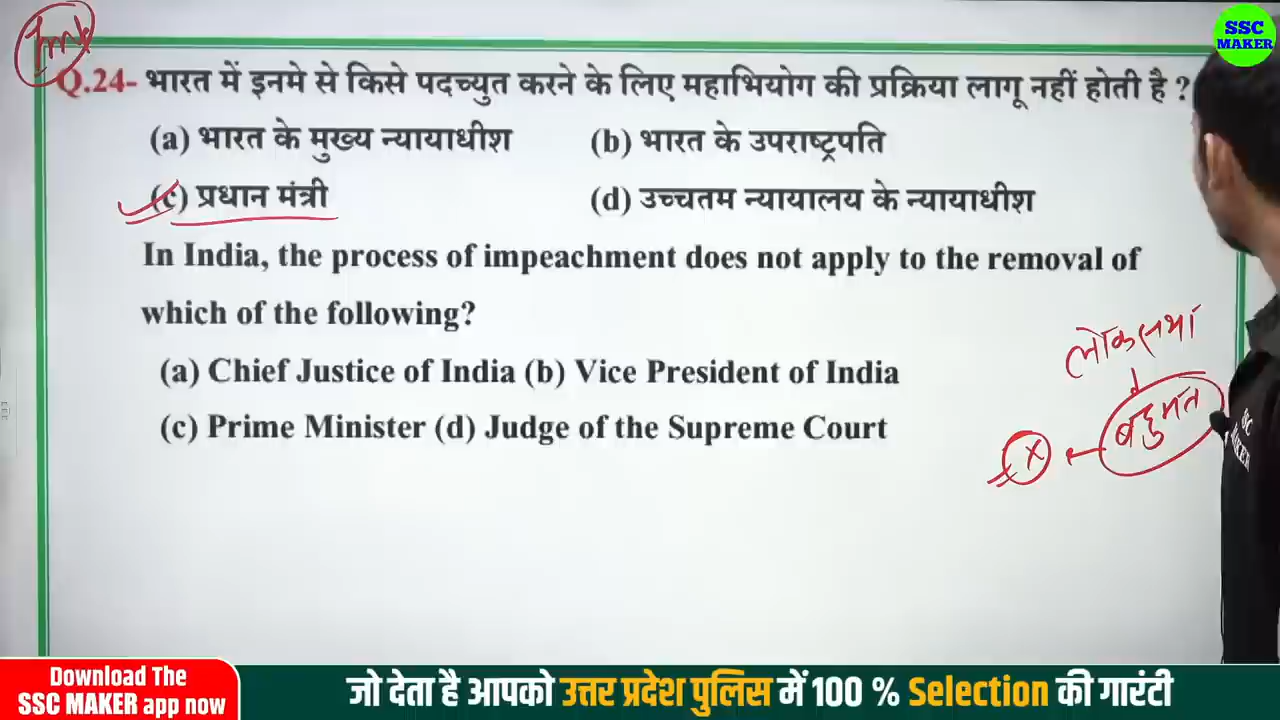 SSC
MAKER
Q.24- भारत में इनमे से किसे पदच्युत करने के लिए महाभियोग की प्रक्रिया लागू नहीं होती है ?
(a) भारत के मुख्य न्यायाधीश (b) भारत के उपराष्ट्रपति
(c) प्रधान मंत्री (d) उच्चतम न्यायालय के न्यायाधीश
In India, the process of impeachment does not apply to the removal of
which of the following?
(a) Chief Justice of India (b) Vice President of India
(c) Prime Minister (d) Judge of the Supreme Court
लोकसभा
बहुमत
X
SSC
MAKER
Download The
SSC MAKER app now
जो देता है आपको उत्तर प्रदेश पुलिस में 100 % Selection की गारंटी